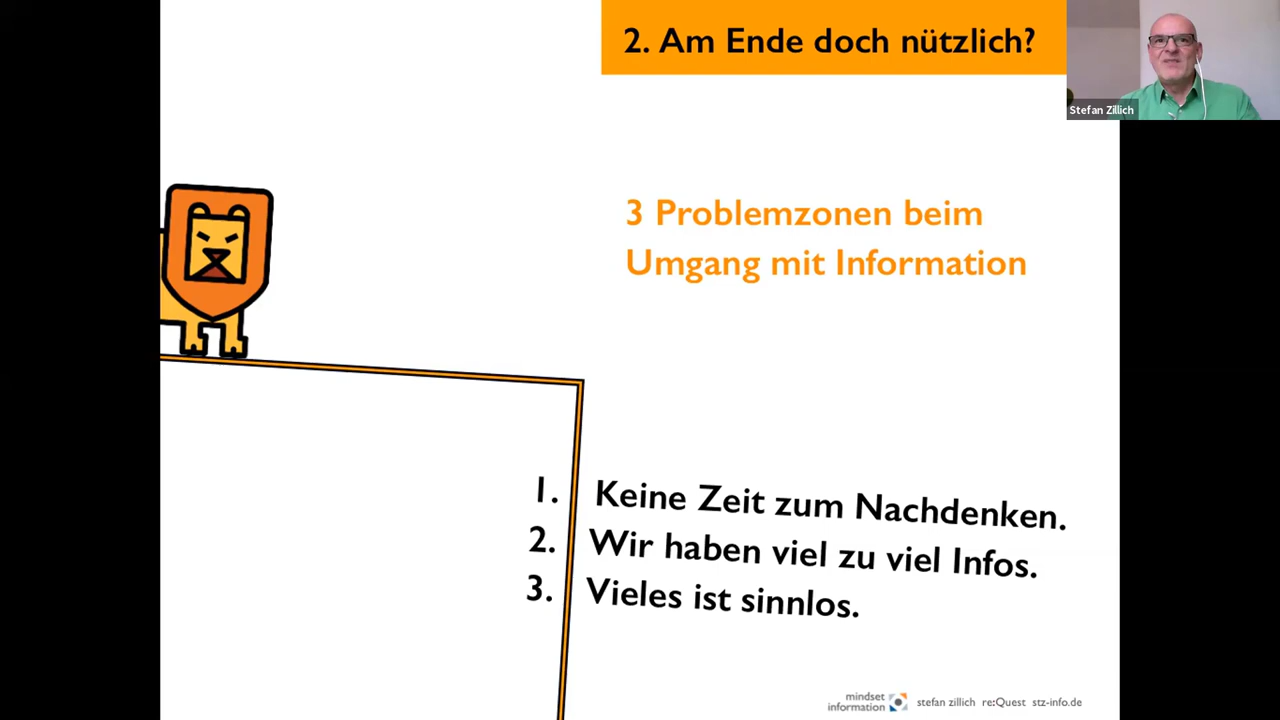 2. Am Ende doch nützlich?
Stefan Zillich
3 Problemzonen beim
Umgang mit Information
1. Keine Zeit zum Nachdenken.
2. Wir haben viel zu viel Infos.
3. Vieles ist sinnlos.
mindset
information
stefan zillich re:Quest stz-info.de